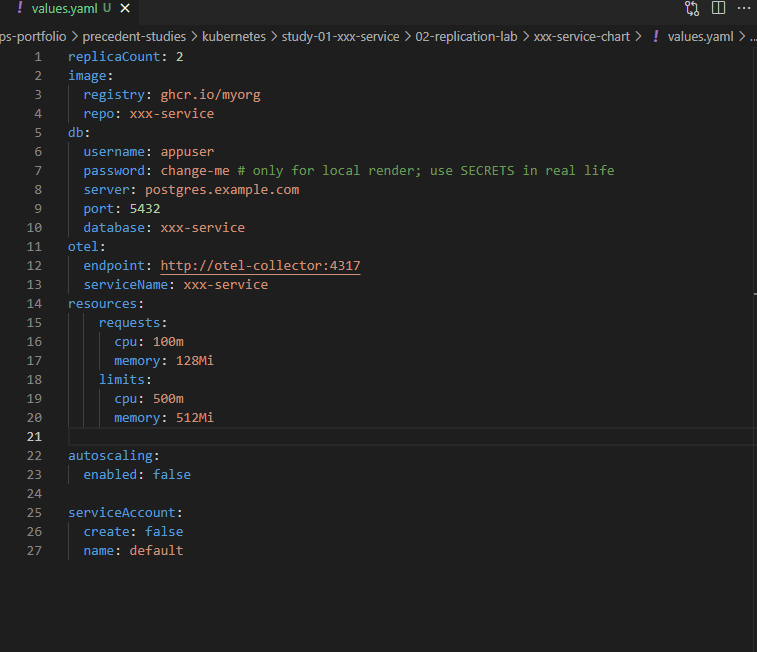 ! values.yaml U ×
ps-portfolio > precedent-studies > kubernetes > study-01-xxx-service > 02-replication-lab > xxx-service-chart > ! values.yaml > ...
1 replicaCount: 2
2 image:
3   registry: ghcr.io/myorg
4   repo: xxx-service
5 db:
6   username: appuser
7   password: change-me # only for local render; use SECRETS in real life
8   server: postgres.example.com
9   port: 5432
10   database: xxx-service
11 otel:
12   endpoint: http://otel-collector:4317
13   serviceName: xxx-service
14 resources:
15     requests:
16       cpu: 100m
17       memory: 128Mi
18     limits:
19       cpu: 500m
20       memory: 512Mi
21
22 autoscaling:
23   enabled: false
24
25 serviceAccount:
26   create: false
27   name: default